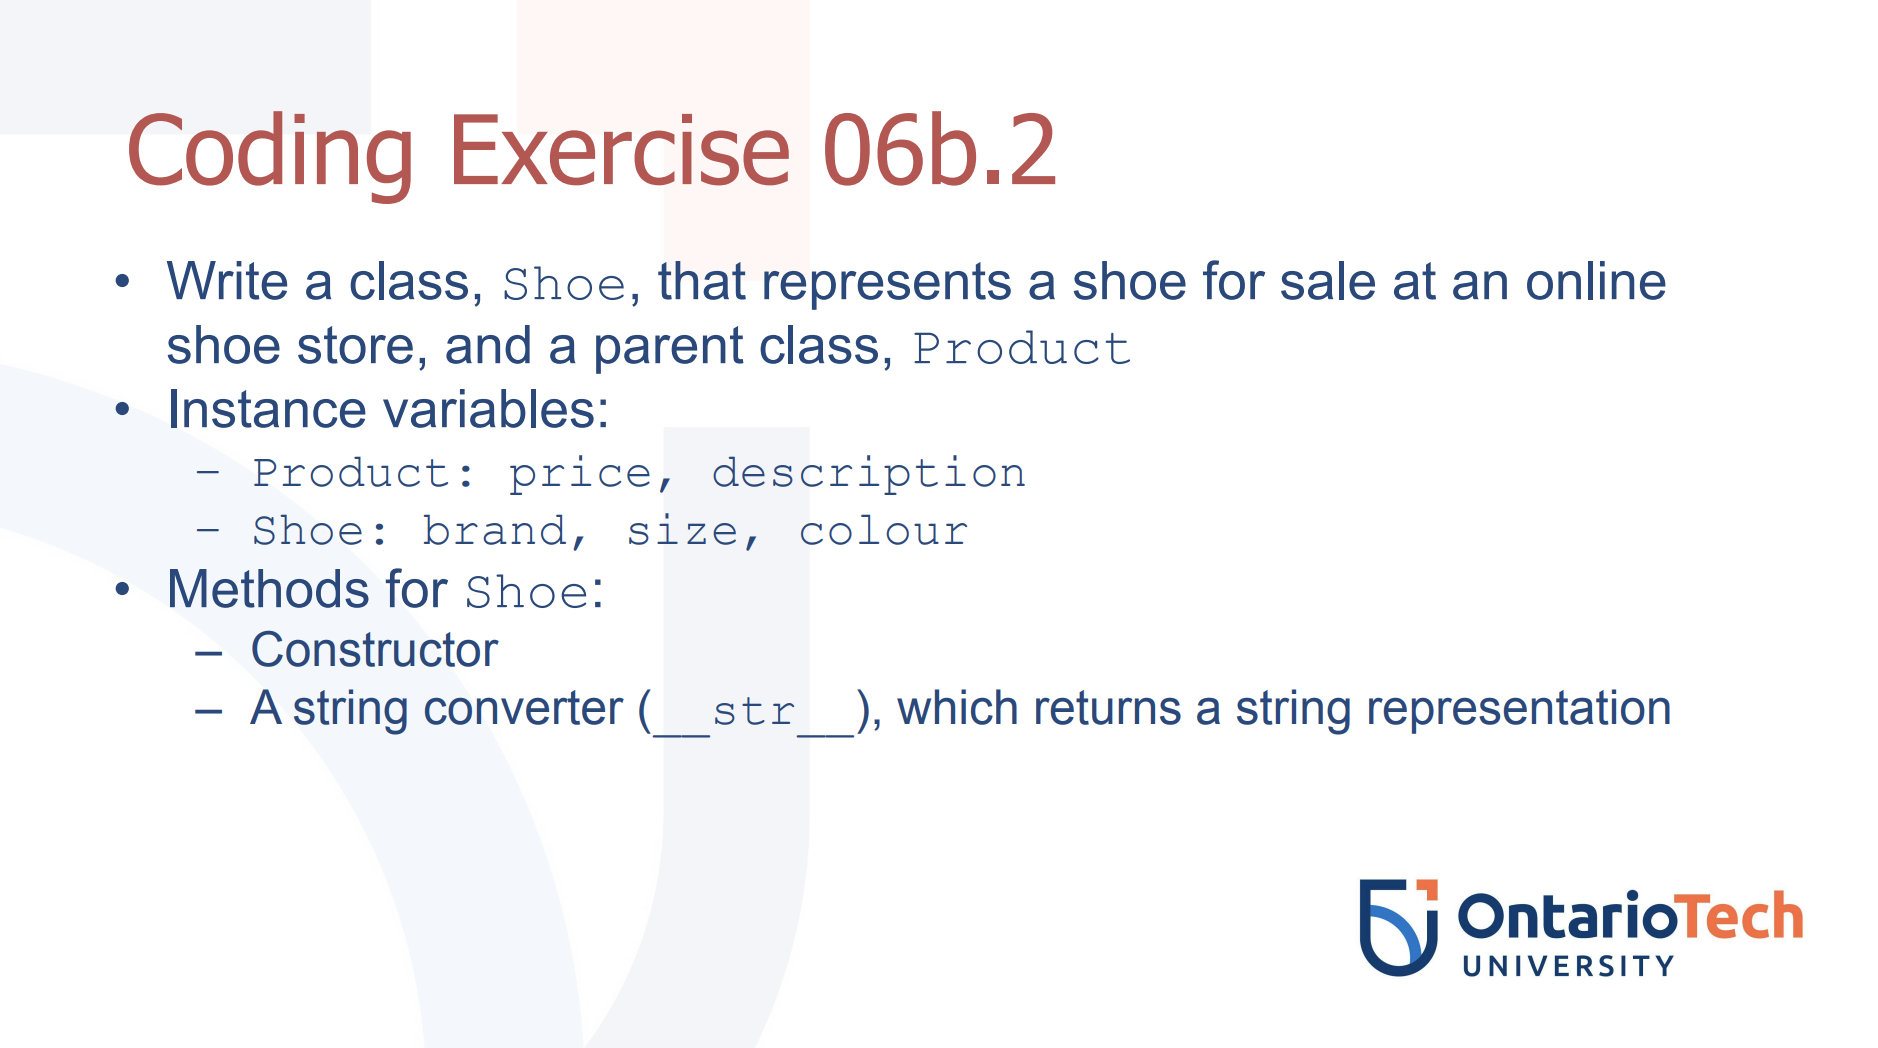 Coding Exercise 06b.2
• Write a class, Shoe, that represents a shoe for sale at an online
shoe store, and a parent class, Product
• Instance variables:
– Product: price, description
– Shoe: brand, size, colour
• Methods for Shoe:
– Constructor
– A string converter (__str__), which returns a string representation
OntarioTech
UNIVERSITY